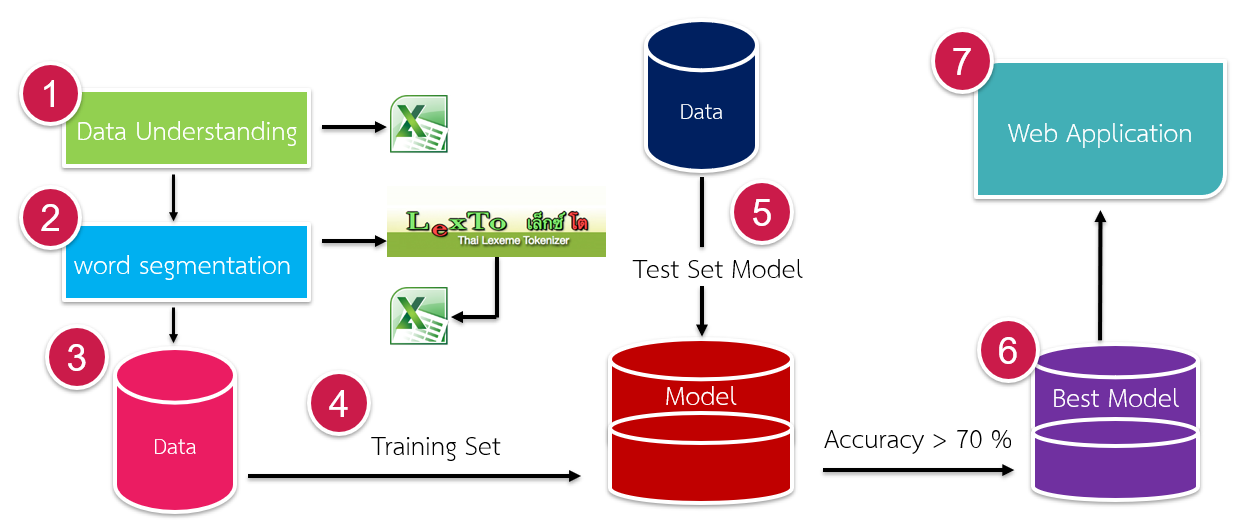 1
Data Understanding
2
word segmentation
LexTo เล็กซ์โต
Thai Lexeme Tokenizer
3
Data
4
Training Set
Data
5
Test Set Model
Model
Accuracy > 70 %
6
Best Model
7
Web Application